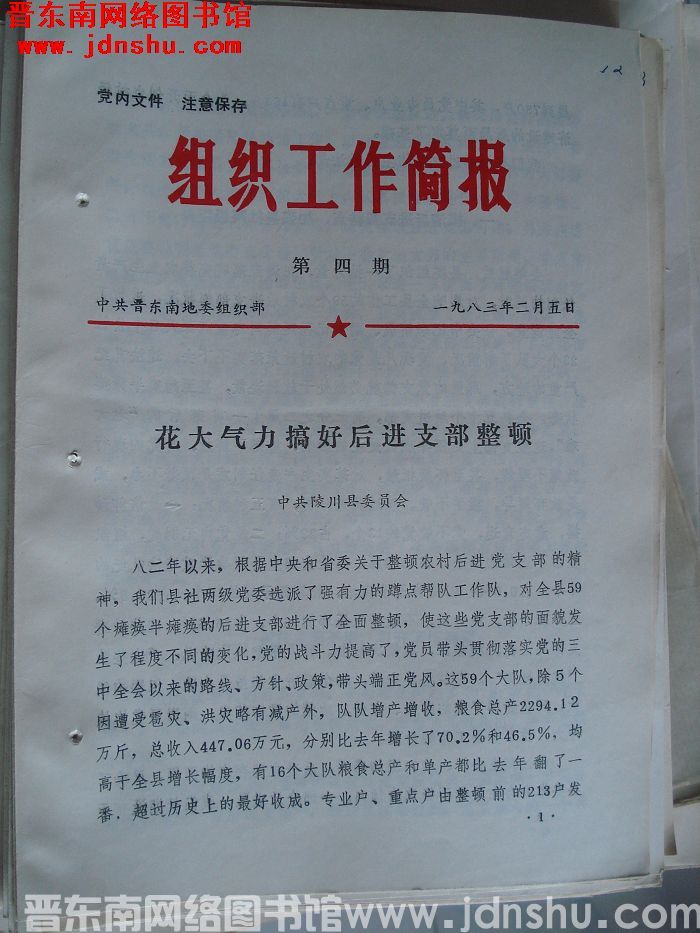 晋东南网络图书馆
www.jdnshu.com
12
党内文件 注意保存
组织工作简报
第四期
中共晋东南地委组织部 一九八三年二月五日
花大气力搞好后进支部整顿
中共陵川县委员会
八二年以来，根据中央和省委关于整顿农村后进党支部的精
神，我们县社两级党委选派了强有力的蹲点帮队工作队，对全县59
个瘫痪半瘫痪的后进支部进行了全面整顿，使这些党支部的面貌发
生了程度不同的变化，党的战斗力提高了，党员带头贯彻落实党的三
中全会以来的路线、方针、政策，带头端正党风。这59个大队，除5个
因遭受雹灾、洪灾略有减产外，队队增产增收，粮食总产2294.12
万斤，总收入447.06万元，分别比去年增长了70.2%和46.5%，均
高于全县增长幅度，有16个大队粮食总产和单产都比去年翻了一
番．超过历史上的最好收成。专业户、重点户由整顿前的213户发
·1·
晋东南网络图书馆www.jdnshu.com